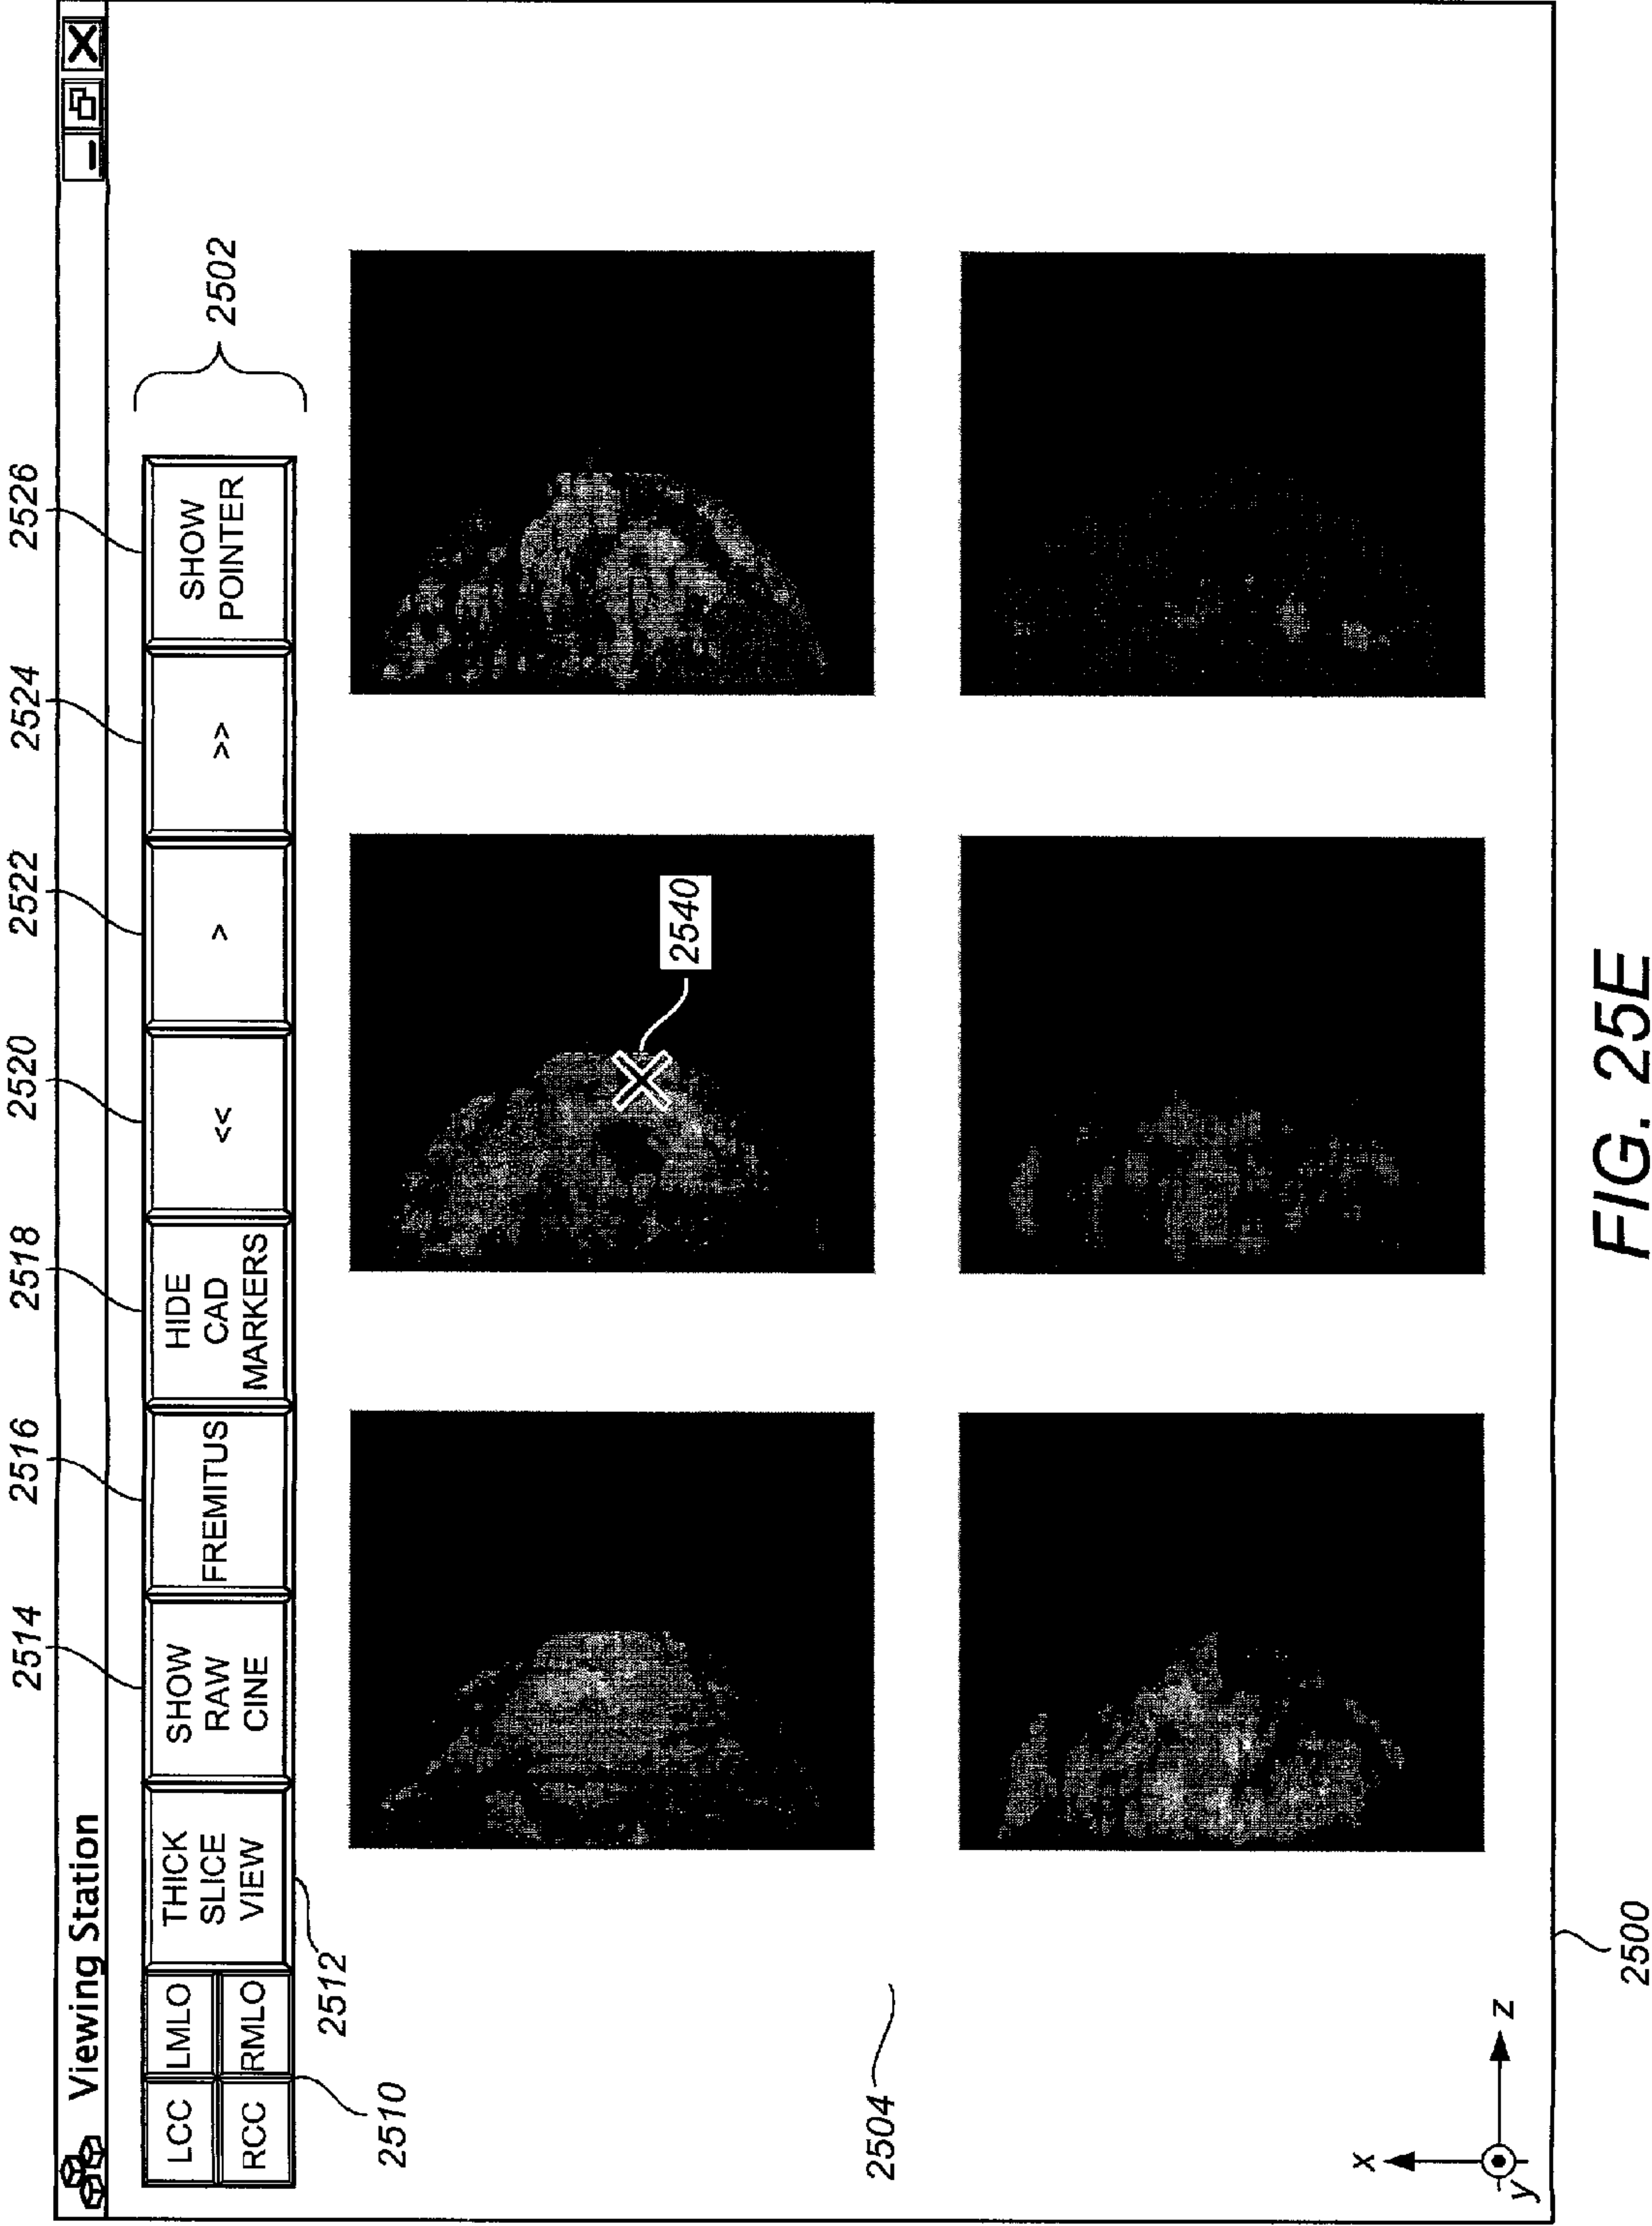 Viewing Station
2514
2516
2518
2520
2522
2524
2526
LCC
LMLO
RCC
RMLO
THICK
SLICE
VIEW
SHOW
RAW
CINE
FREMITUS
HIDE
CAD
MARKERS
<<
>
>>
SHOW
POINTER
2502
2510
2512
2540
2504
x
y
z
2500
FIG. 25E